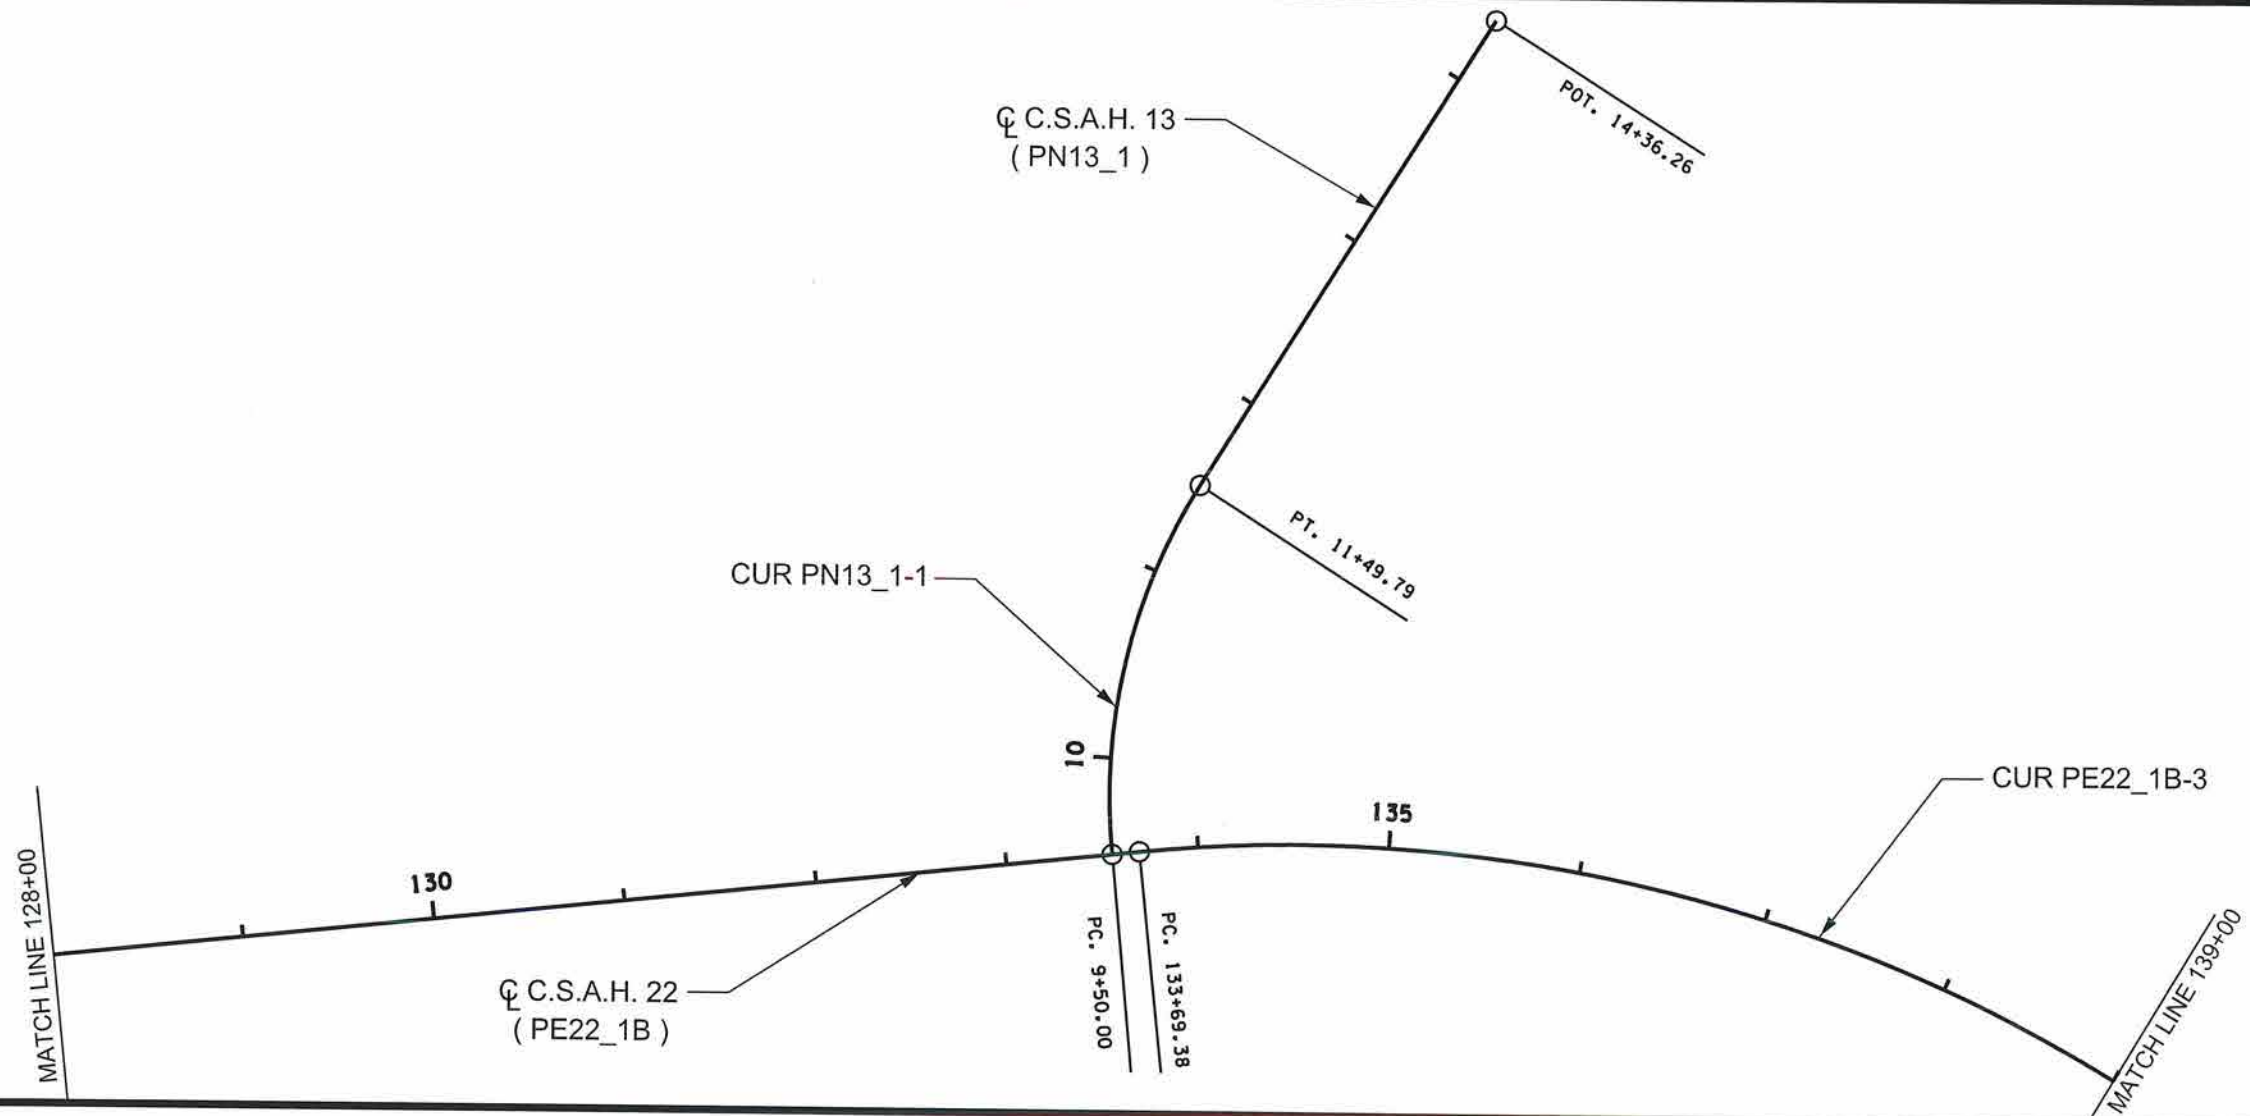 POT. 14+36.26
℄ C.S.A.H. 13
( PN13_1 )
PT. 11+49.79
CUR PN13_1-1
10
CUR PE22_1B-3
135
130
MATCH LINE 128+00
PC. 9+50.00
PC. 133+69.38
MATCH LINE 139+00
℄ C.S.A.H. 22
( PE22_1B )